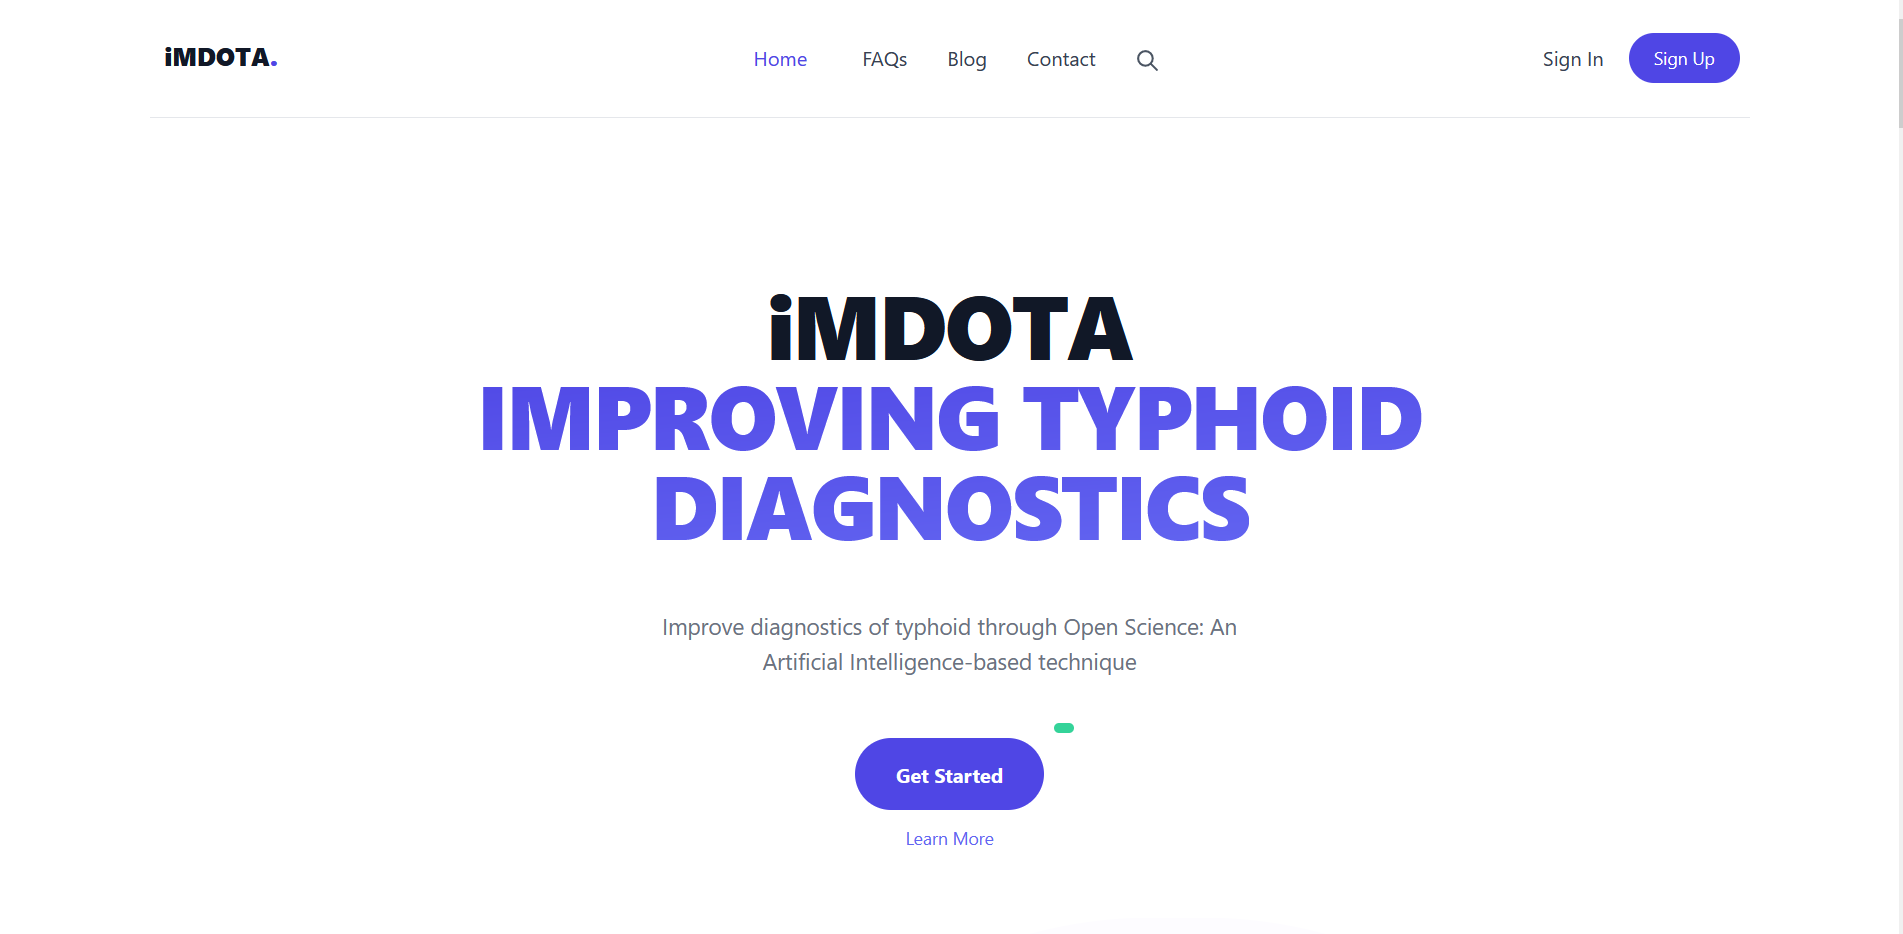 iMDOTA.
Home FAQs Blog Contact
Sign In Sign Up
iMDOTA
IMPROVING TYPHOID
DIAGNOSTICS
Improve diagnostics of typhoid through Open Science: An
Artificial Intelligence-based technique
Get Started
Learn More